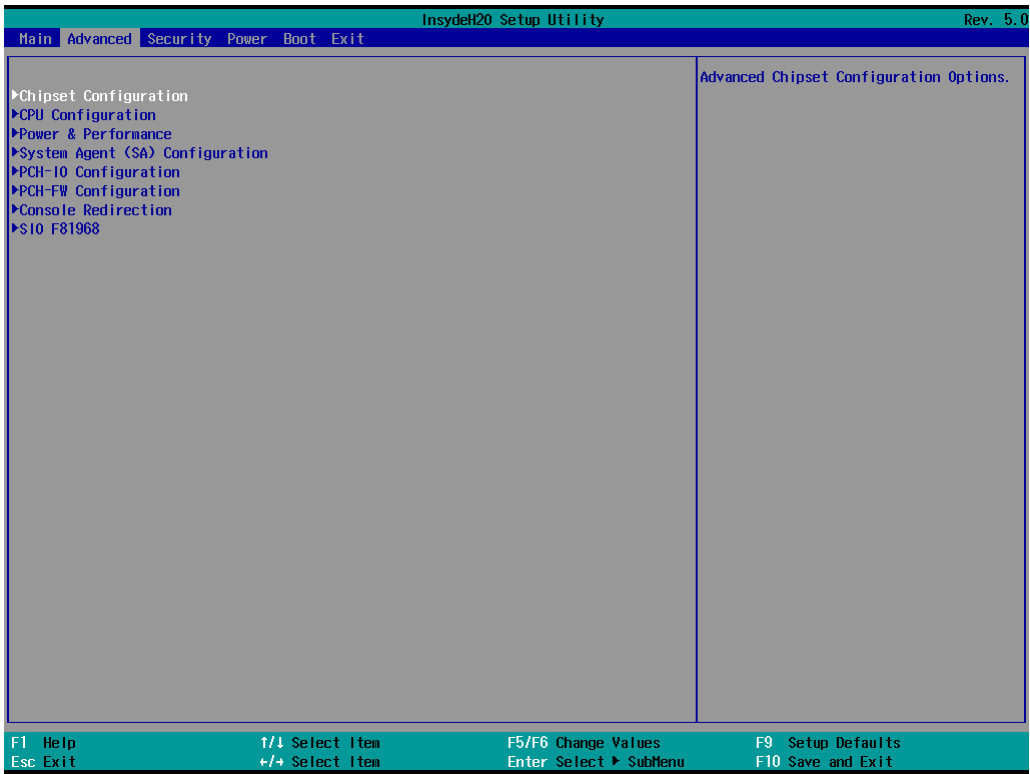 InsydeH20 Setup Utility Rev. 5.0
Main Advanced Security Power Boot Exit
Advanced Chipset Configuration Options.
▶Chipset Configuration
▶CPU Configuration
▶Power & Performance
▶System Agent (SA) Configuration
▶PCH-IO Configuration
▶PCH-FW Configuration
▶Console Redirection
▶SIO F81968
F1 Help ↑/↓ Select Item F5/F6 Change Values F9 Setup Defaults
Esc Exit ←/→ Select Item Enter Select ▶ SubMenu F10 Save and Exit